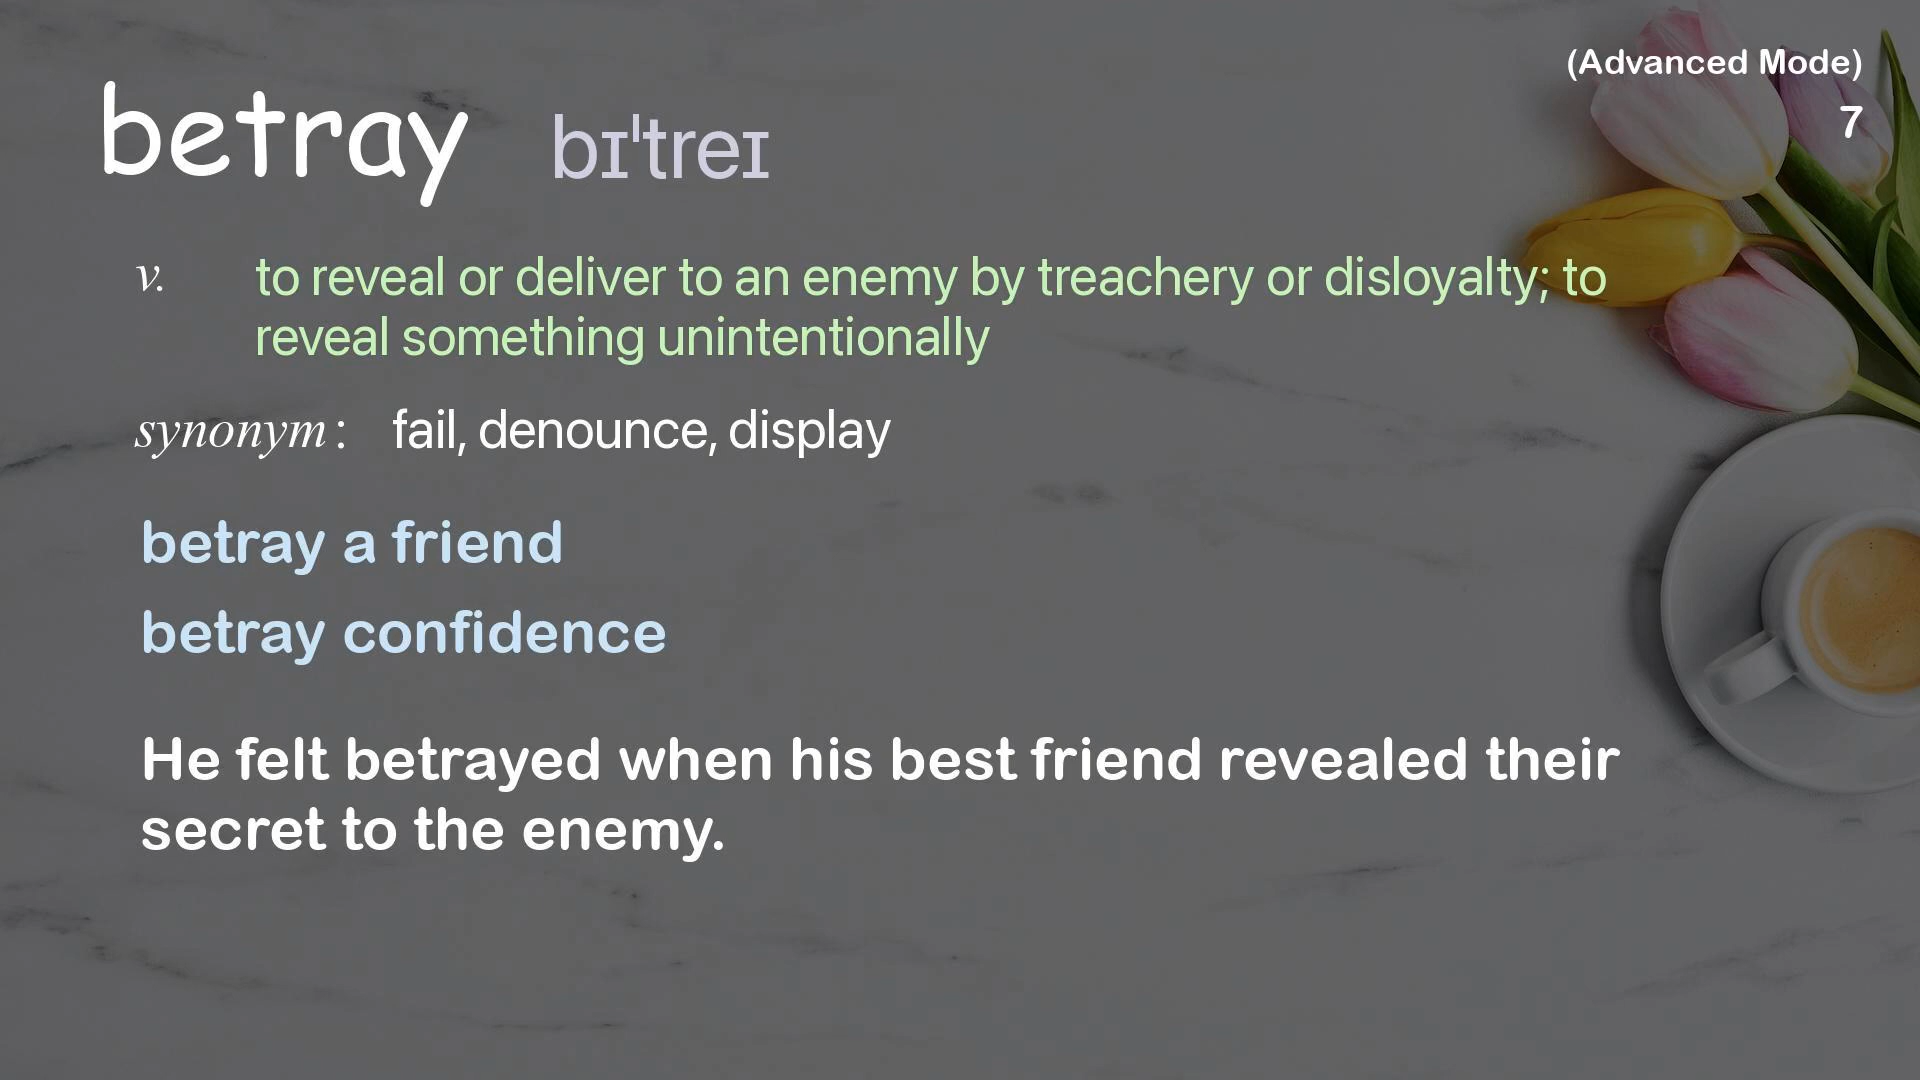 (Advanced Mode)
7
betray bɪˈtreɪ
v. to reveal or deliver to an enemy by treachery or disloyalty; to
reveal something unintentionally
synonym: fail, denounce, display
betray a friend
betray confidence
He felt betrayed when his best friend revealed their
secret to the enemy.